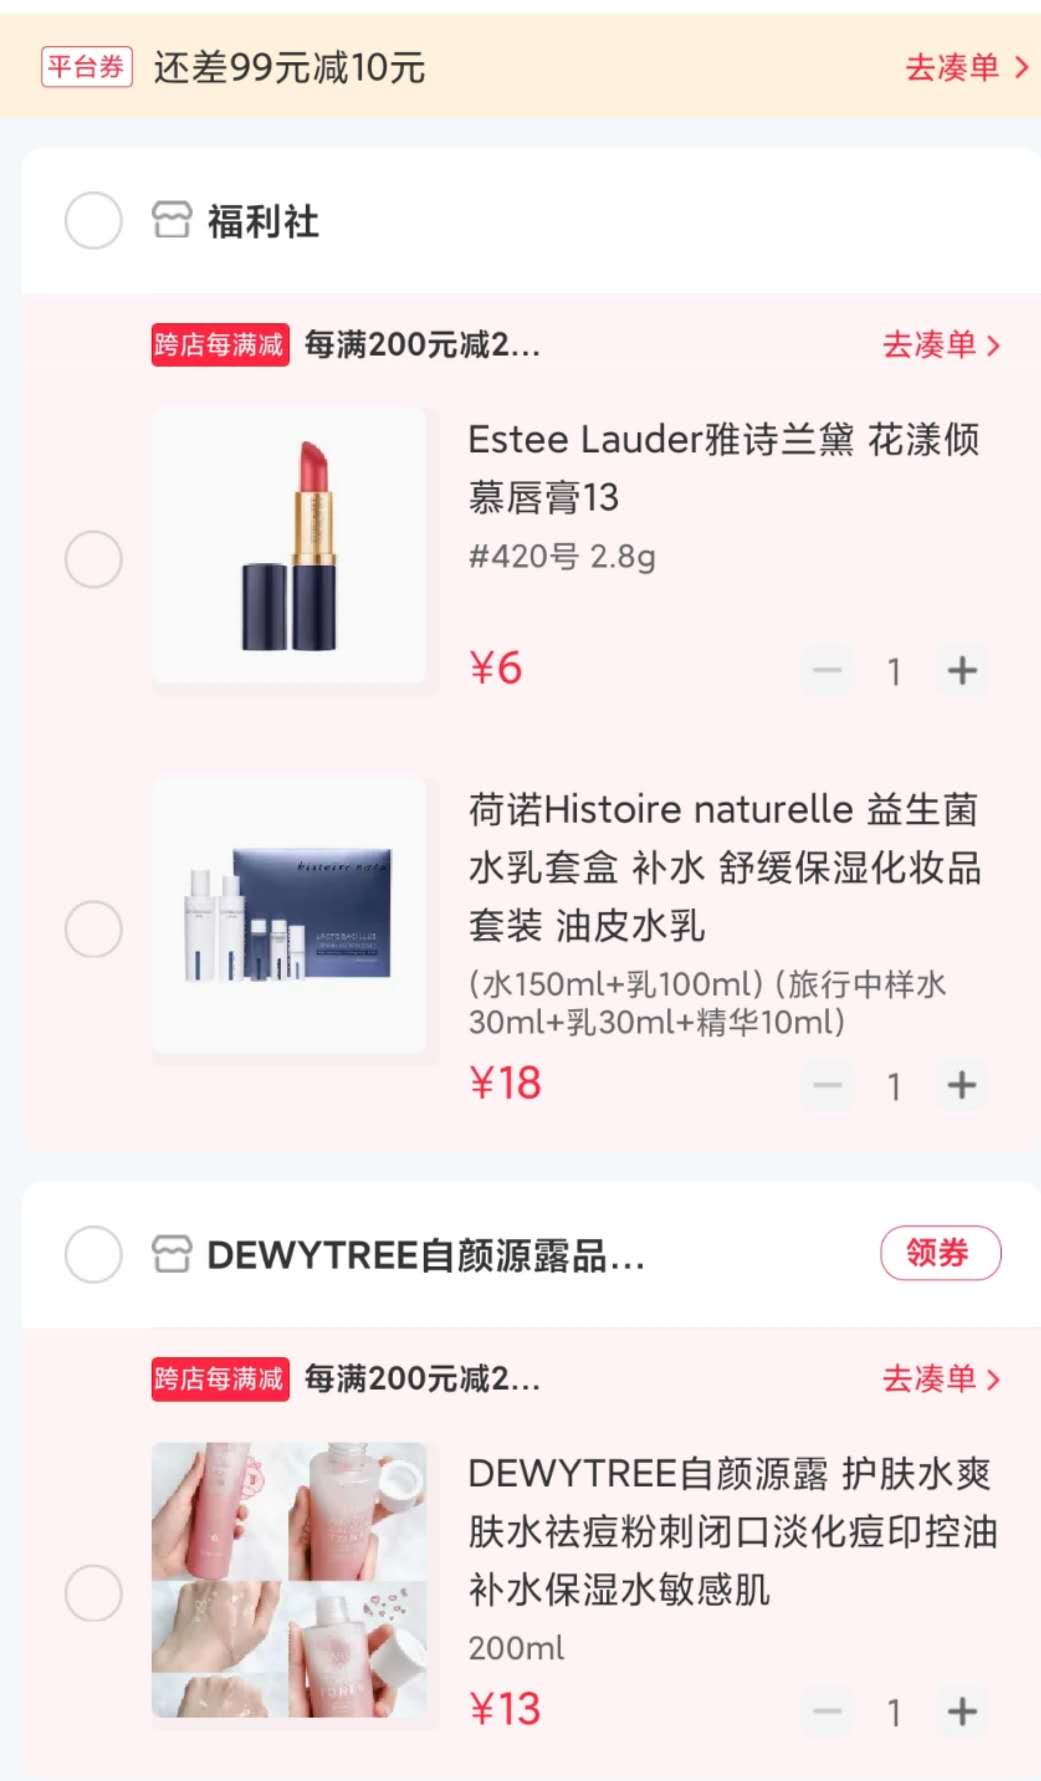 平台券 还差99元减10元 去凑单 >
福利社
跨店每满减 每满200元减2... 去凑单 >
Estee Lauder雅诗兰黛 花漾倾
慕唇膏13
#420号 2.8g
¥6 — 1 +
荷诺Histoire naturelle 益生菌
水乳套盒 补水 舒缓保湿化妆品
套装 油皮水乳
(水150ml+乳100ml) (旅行中样水
30ml+乳30ml+精华10ml)
¥18 — 1 +
DEWYTREE自颜源露品... 领券
跨店每满减 每满200元减2... 去凑单 >
DEWYTREE自颜源露 护肤水爽
肤水祛痘粉刺闭口淡化痘印控油
补水保湿水敏感肌
200ml
¥13 — 1 +